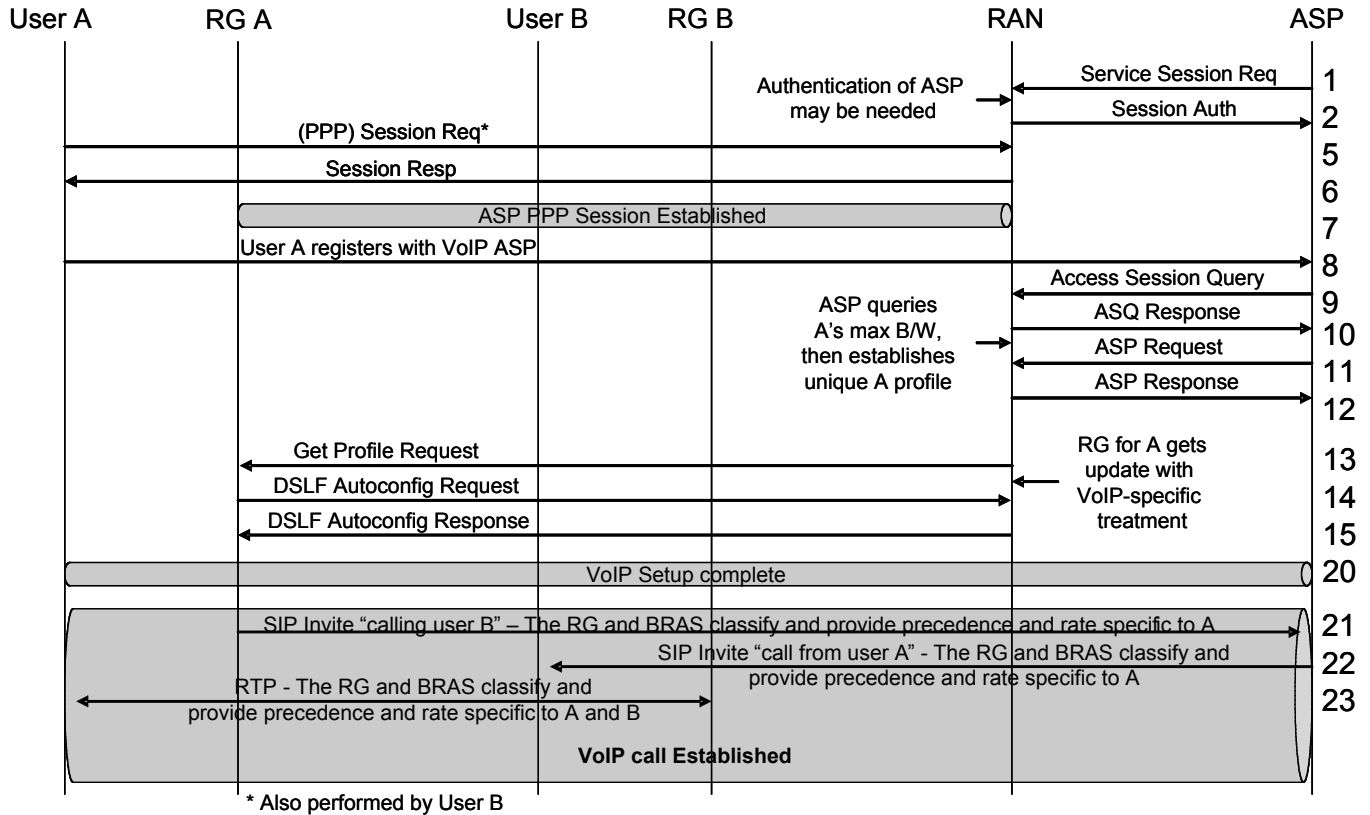 User A
RG A
User B
RG B
RAN
ASP
Service Session Req
1
Authentication of ASP
may be needed
Session Auth
2
(PPP) Session Req*
5
Session Resp
6
ASP PPP Session Established
7
User A registers with VoIP ASP
8
Access Session Query
9
ASP queries
A's max B/W,
then establishes
unique A profile
ASQ Response
10
ASP Request
11
ASP Response
12
Get Profile Request
13
RG for A gets
update with
VoIP-specific
treatment
DSLF Autoconfig Request
14
DSLF Autoconfig Response
15
VoIP Setup complete
20
SIP Invite “calling user B” – The RG and BRAS classify and provide precedence and rate specific to A
21
SIP Invite “call from user A” - The RG and BRAS classify and
provide precedence and rate specific to A
22
RTP - The RG and BRAS classify and
provide precedence and rate specific to A and B
23
VoIP call Established
* Also performed by User B